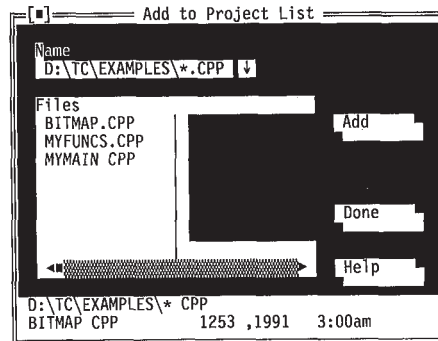 [■] Add to Project List
Name
D:\TC\EXAMPLES\*.CPP ↓
Files
BITMAP.CPP
MYFUNCS.CPP
MYMAIN CPP
Add
Done
Help
D:\TC\EXAMPLES\* CPP
BITMAP CPP 1253 ,1991 3:00am